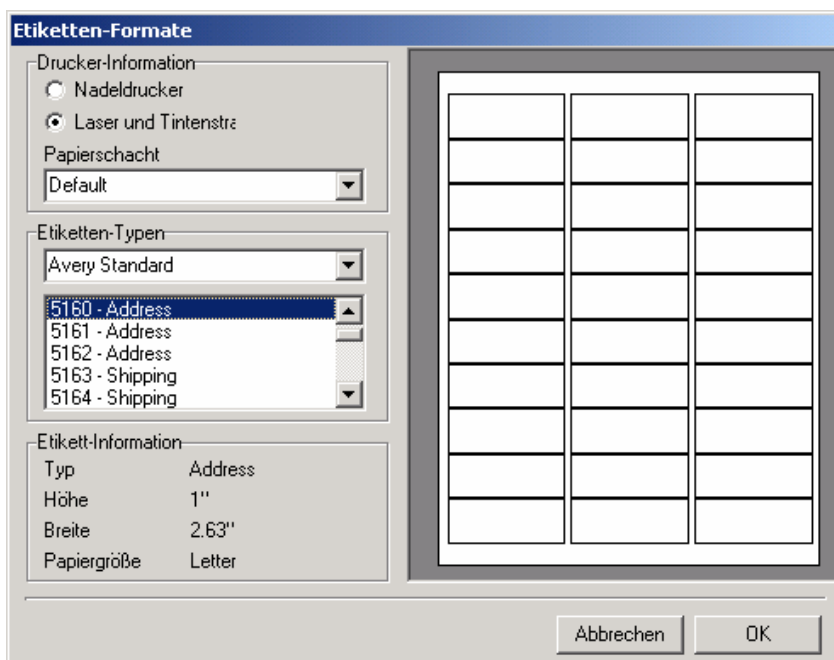 Etiketten-Formate
Drucker-Information
Nadeldrucker
Laser und Tintenstra
Papierschacht
Default
Etiketten-Typen
Avery Standard
5160 - Address
5161 - Address
5162 - Address
5163 - Shipping
5164 - Shipping
Etikett-Information
Typ Address
Höhe 1"
Breite 2.63"
Papiergröße Letter
Abbrechen OK